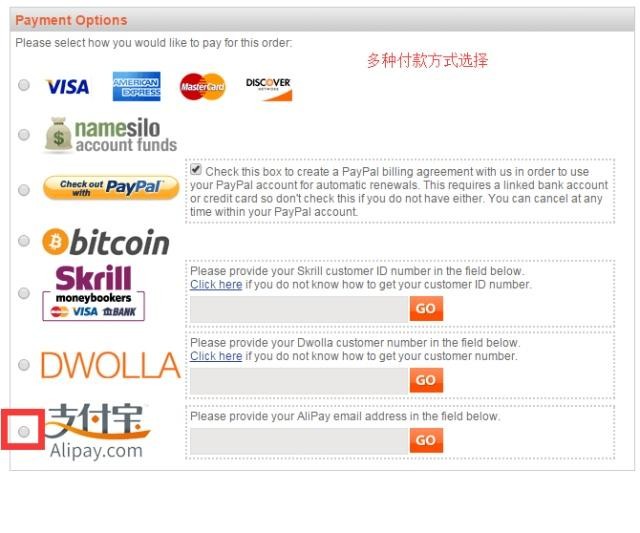 Payment Options
Please select how you would like to pay for this order:
多种付款方式选择
VISA AMERICAN EXPRESS MasterCard DISCOVER NETWORK
$ namesilo
account funds
Check out with PayPal
Check this box to create a PayPal billing agreement with us in order to use
your PayPal account for automatic renewals. This requires a linked bank account
or credit card so don't check this if you do not have either. You can cancel at any
time within your PayPal account.
bitcoin
Skrill
moneybookers
VISA BANK
Please provide your Skrill customer ID number in the field below.
Click here if you do not know how to get your customer ID number.
GO
DWOLLA
Please provide your Dwolla customer number in the field below.
Click here if you do not know how to get your customer number.
GO
支付宝
Alipay.com
Please provide your AliPay email address in the field below.
GO